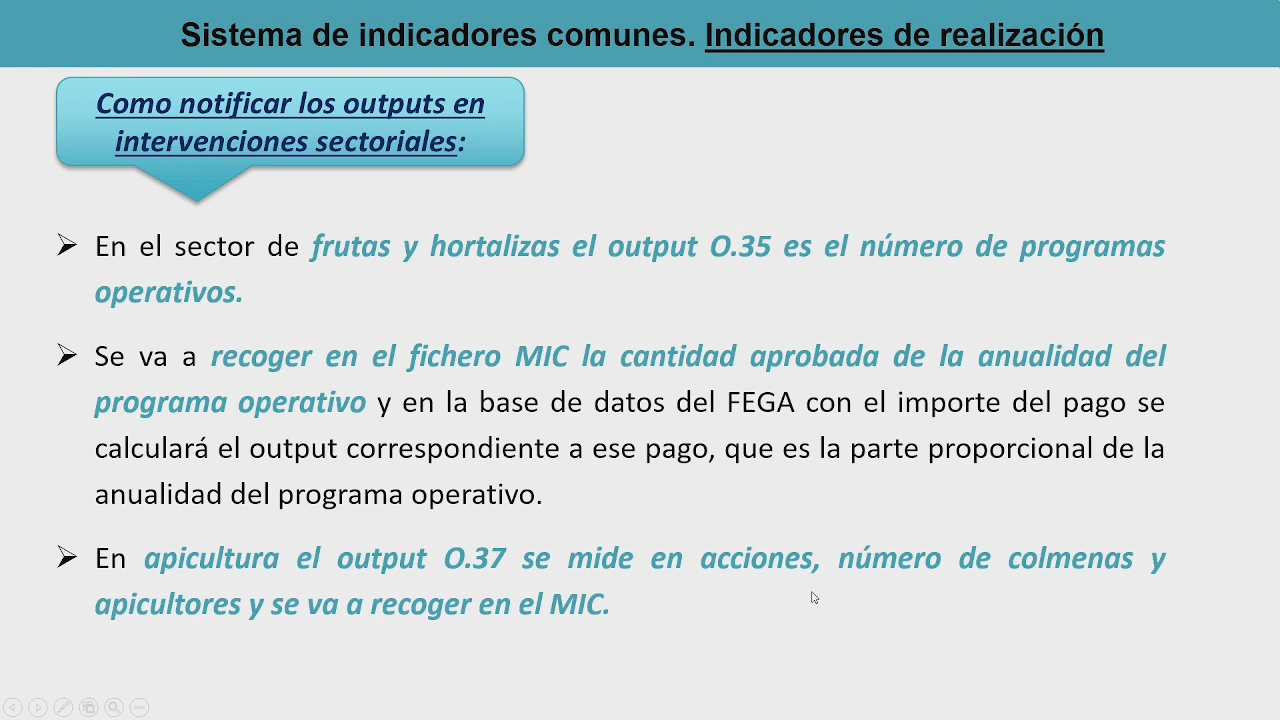 Sistema de indicadores comunes. Indicadores de realización
Como notificar los outputs en
intervenciones sectoriales:
En el sector de frutas y hortalizas el output O.35 es el número de programas
operativos.
Se va a recoger en el fichero MIC la cantidad aprobada de la anualidad del
programa operativo y en la base de datos del FEGA con el importe del pago se
calculará el output correspondiente a ese pago, que es la parte proporcional de la
anualidad del programa operativo.
En apicultura el output O.37 se mide en acciones, número de colmenas y
apicultores y se va a recoger en el MIC.